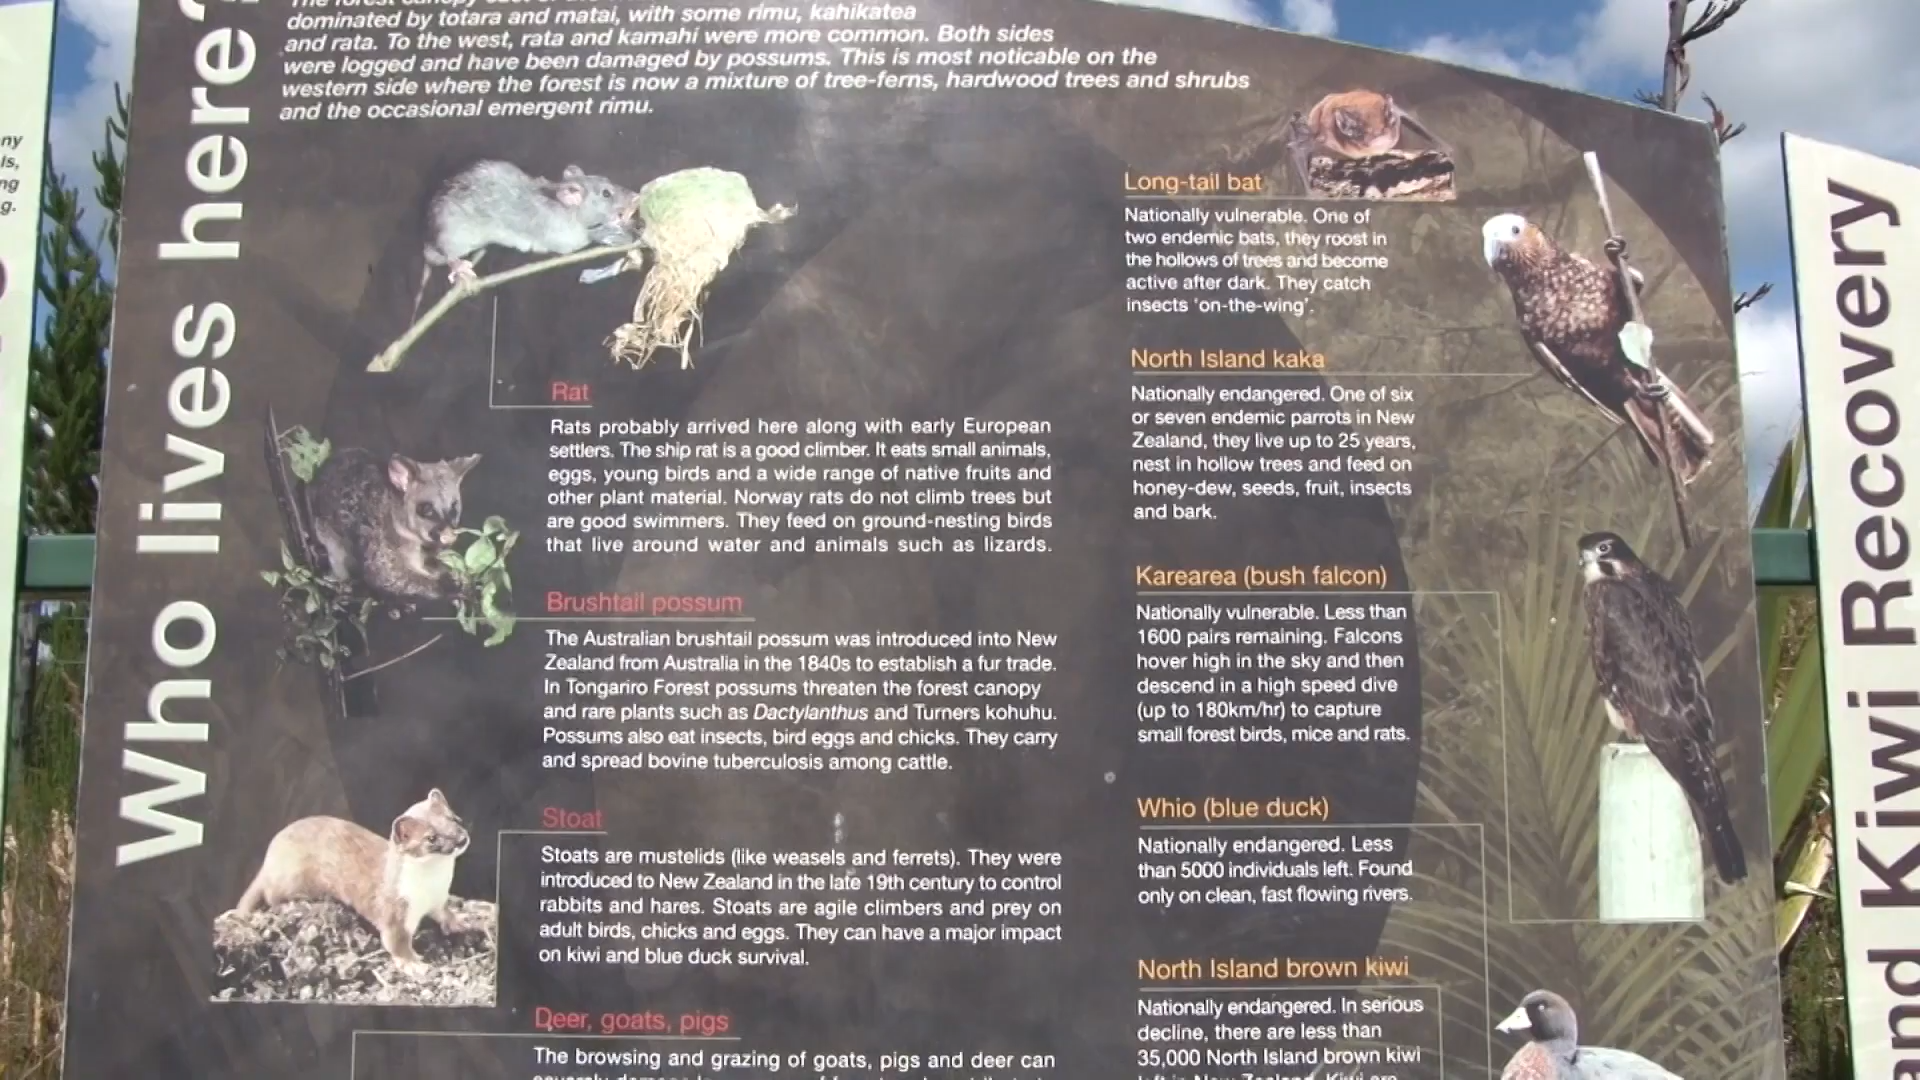 Who lives here?
dominated by totara and matai, with some rimu, kahikatea
and rata. To the west, rata and kamahi were more common. Both sides
were logged and have been damaged by possums. This is most noticable on the
western side where the forest is now a mixture of tree-ferns, hardwood trees and shrubs
and the occasional emergent rimu.
Rat
Rats probably arrived here along with early European
settlers. The ship rat is a good climber. It eats small animals,
eggs, young birds and a wide range of native fruits and
other plant material. Norway rats do not climb trees but
are good swimmers. They feed on ground-nesting birds
that live around water and animals such as lizards.
Brushtail possum
The Australian brushtail possum was introduced into New
Zealand from Australia in the 1840s to establish a fur trade.
In Tongariro Forest possums threaten the forest canopy
and rare plants such as Dactylanthus and Turners kohuhu.
Possums also eat insects, bird eggs and chicks. They carry
and spread bovine tuberculosis among cattle.
Stoat
Stoats are mustelids (like weasels and ferrets). They were
introduced to New Zealand in the late 19th century to control
rabbits and hares. Stoats are agile climbers and prey on
adult birds, chicks and eggs. They can have a major impact
on kiwi and blue duck survival.
Deer, goats, pigs
The browsing and grazing of goats, pigs and deer can
Long-tail bat
Nationally vulnerable. One of
two endemic bats, they roost in
the hollows of trees and become
active after dark. They catch
insects 'on-the-wing'.
North Island kaka
Nationally endangered. One of six
or seven endemic parrots in New
Zealand, they live up to 25 years,
nest in hollow trees and feed on
honey-dew, seeds, fruit, insects
and bark.
Karearea (bush falcon)
Nationally vulnerable. Less than
1600 pairs remaining. Falcons
hover high in the sky and then
descend in a high speed dive
(up to 180km/hr) to capture
small forest birds, mice and rats.
Whio (blue duck)
Nationally endangered. Less
than 5000 individuals left. Found
only on clean, fast flowing rivers.
North Island brown kiwi
Nationally endangered. In serious
decline, there are less than
35,000 North Island brown kiwi
Kiwi Recovery